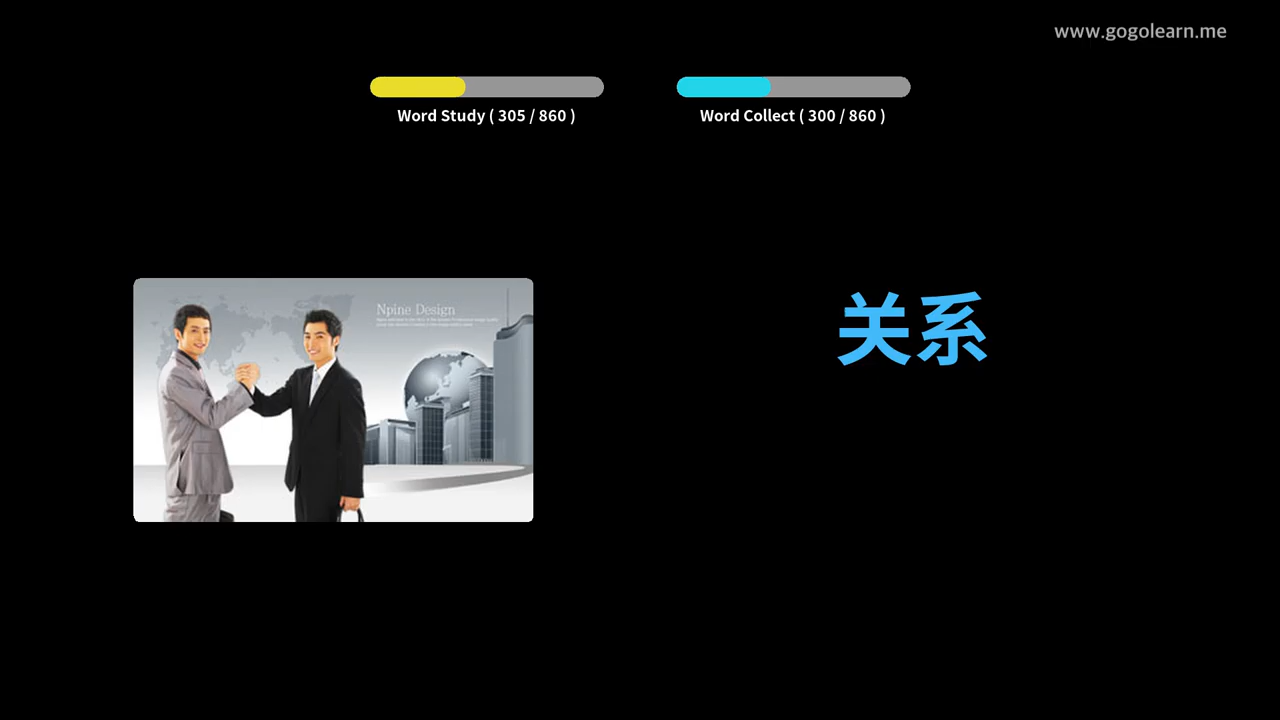 www.gogolearn.me
Word Study ( 305 / 860 )
Word Collect ( 300 / 860 )
Npine Design
关系